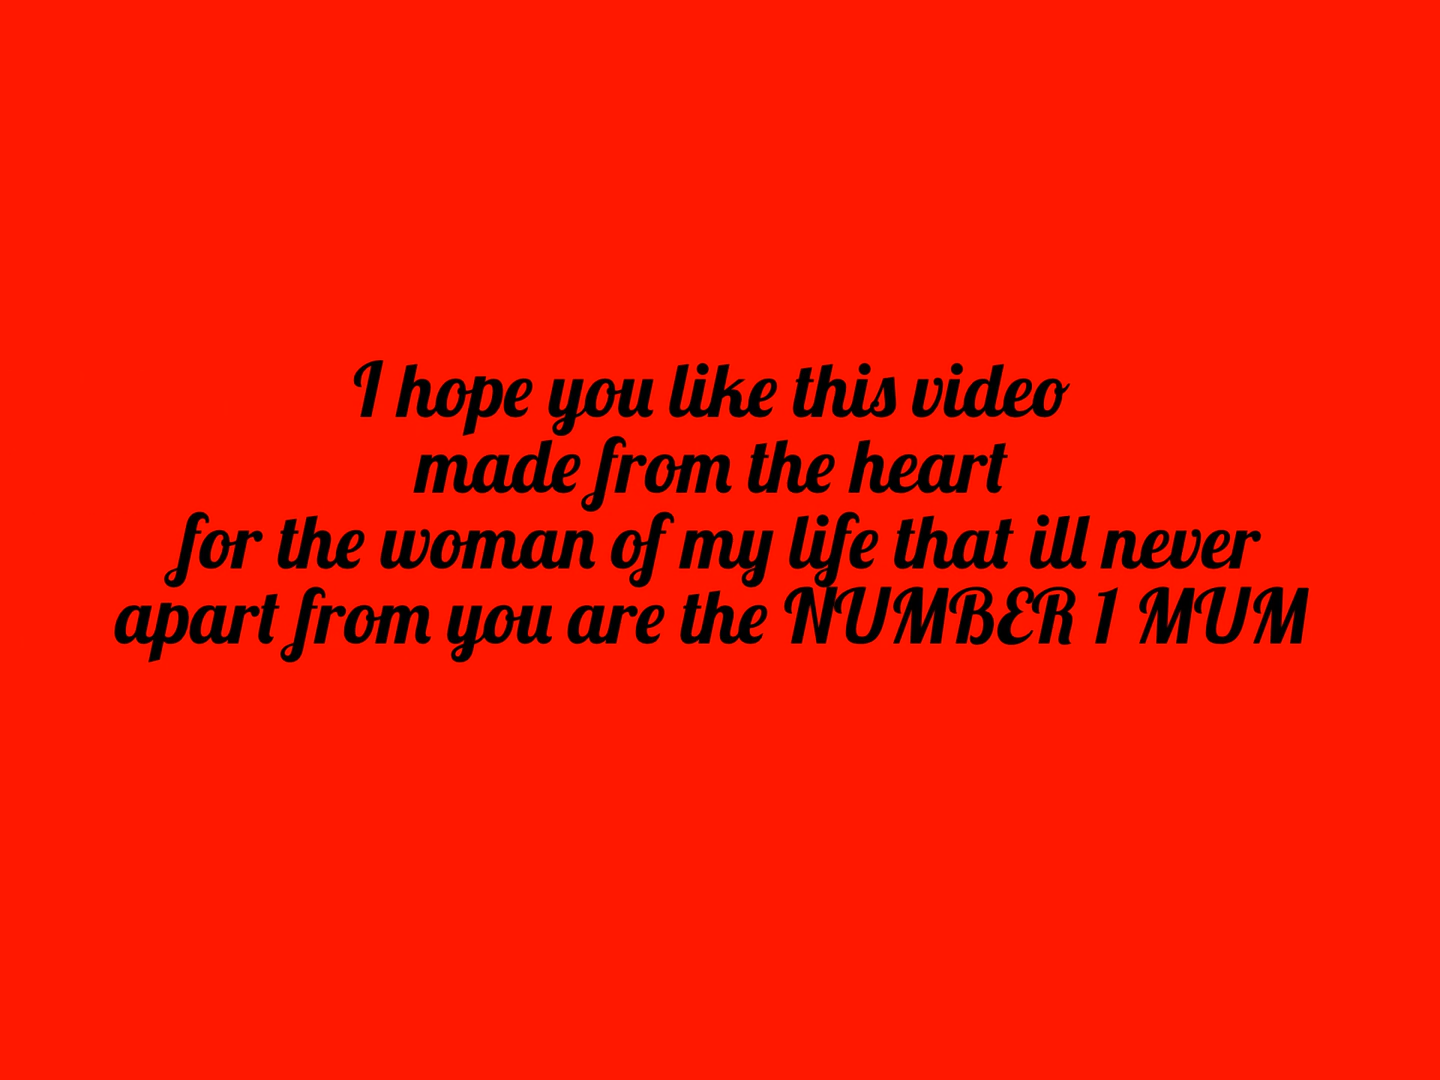 I hope you like this video
made from the heart
for the woman of my life that ill never
apart from you are the NUMBER 1 MUM